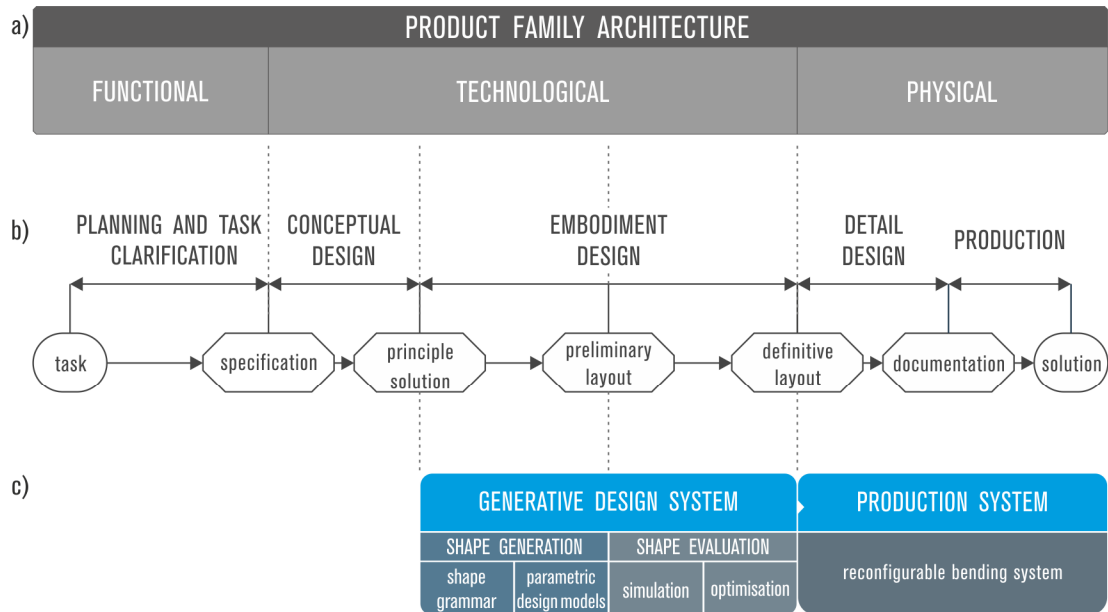 a)
PRODUCT FAMILY ARCHITECTURE
FUNCTIONAL
TECHNOLOGICAL
PHYSICAL
b)
PLANNING AND TASK
CLARIFICATION
CONCEPTUAL
DESIGN
EMBODIMENT
DESIGN
DETAIL
DESIGN
PRODUCTION
task
specification
principle
solution
preliminary
layout
definitive
layout
documentation
solution
c)
GENERATIVE DESIGN SYSTEM
PRODUCTION SYSTEM
SHAPE GENERATION
SHAPE EVALUATION
shape
grammar
parametric
design models
simulation
optimisation
reconfigurable bending system